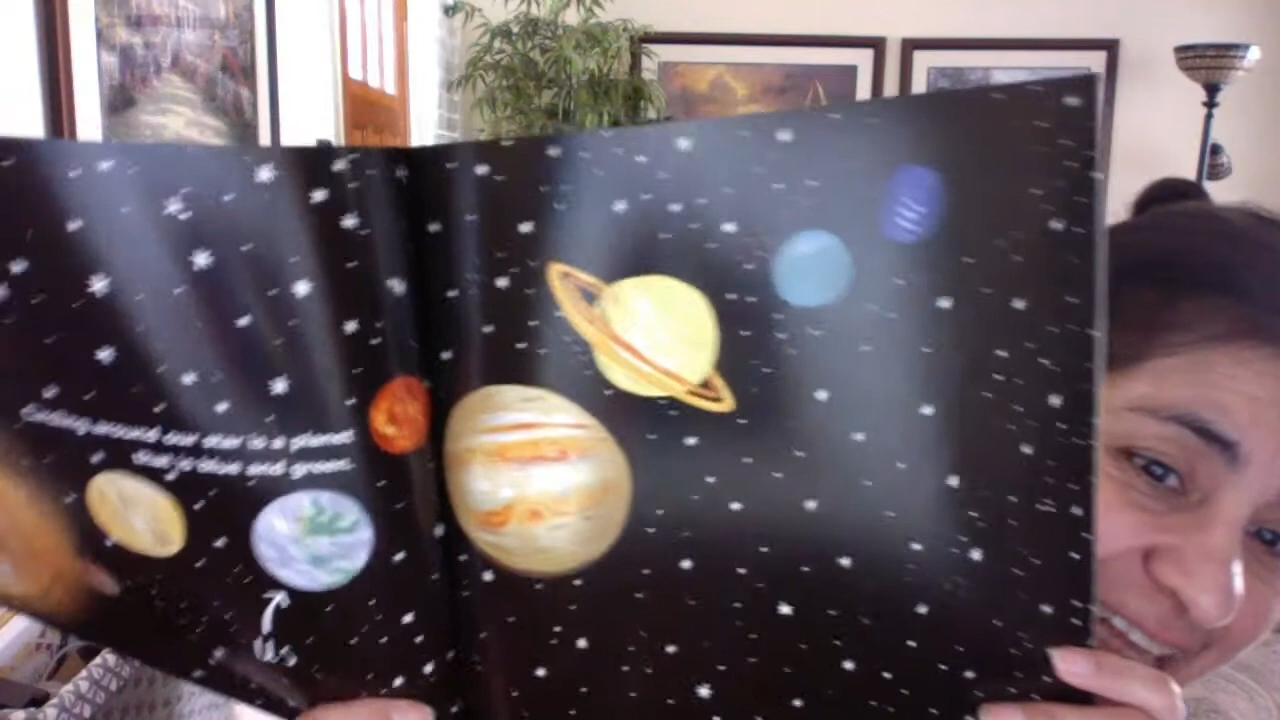 Circling around our star is a planet
that is blue and green.